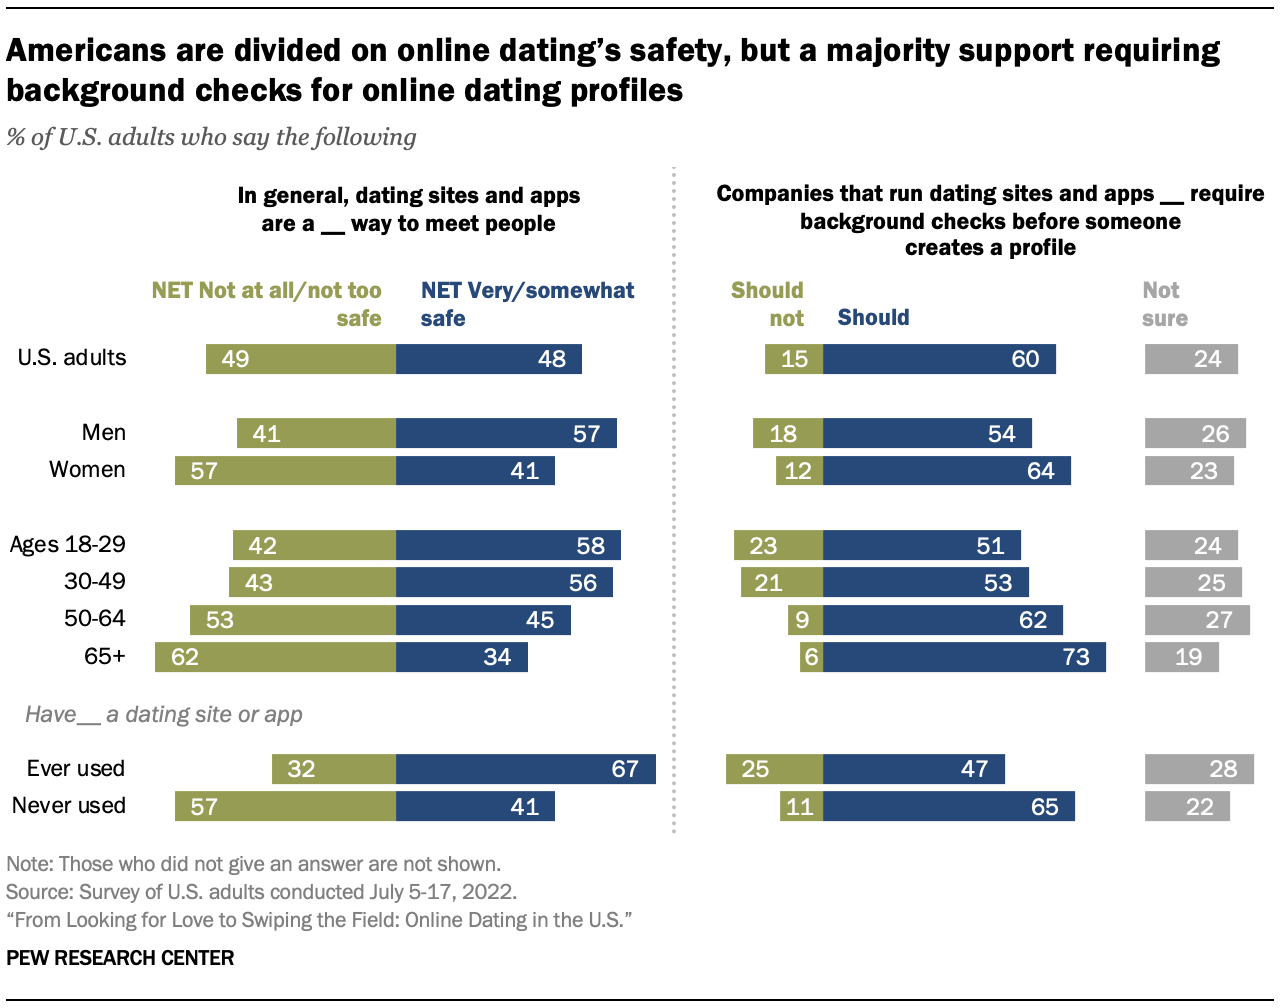 Americans are divided on online dating’s safety, but a majority support requiring
background checks for online dating profiles
% of U.S. adults who say the following
In general, dating sites and apps
are a __ way to meet people
Companies that run dating sites and apps __ require
background checks before someone
creates a profile
NET Not at all/not too
safe
NET Very/somewhat
safe
Should
not
Should
Not
sure
U.S. adults 49 48 15 60 24
Men 41 57 18 54 26
Women 57 41 12 64 23
Ages 18-29 42 58 23 51 24
30-49 43 56 21 53 25
50-64 53 45 9 62 27
65+ 62 34 6 73 19
Have__ a dating site or app
Ever used 32 67 25 47 28
Never used 57 41 11 65 22
Note: Those who did not give an answer are not shown.
Source: Survey of U.S. adults conducted July 5-17, 2022.
“From Looking for Love to Swiping the Field: Online Dating in the U.S.”
PEW RESEARCH CENTER